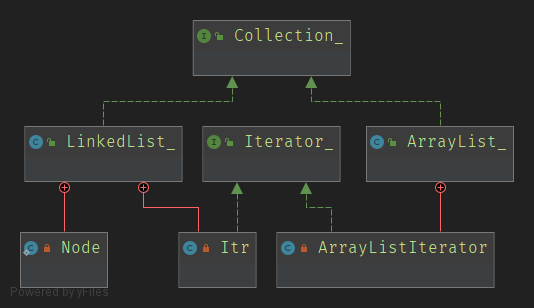 I Collection_
C LinkedList_
I Iterator_
C ArrayList_
C Node
C Itr
C ArrayListIterator
Powered by yFiles